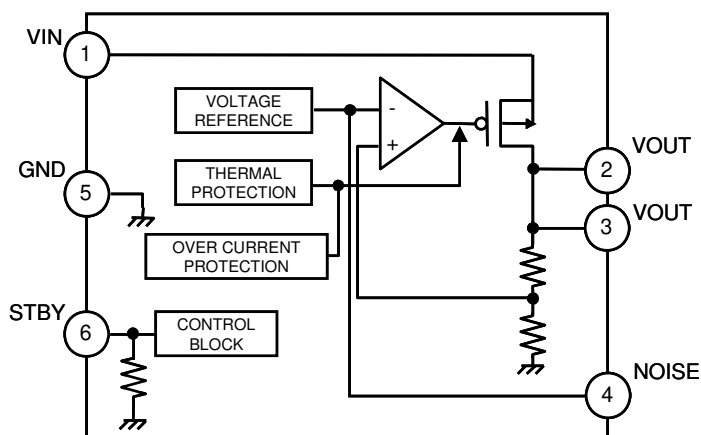 VIN
1
VOLTAGE
REFERENCE
-
+
VOUT
2
GND
5
THERMAL
PROTECTION
VOUT
3
OVER CURRENT
PROTECTION
STBY
6
CONTROL
BLOCK
NOISE
4